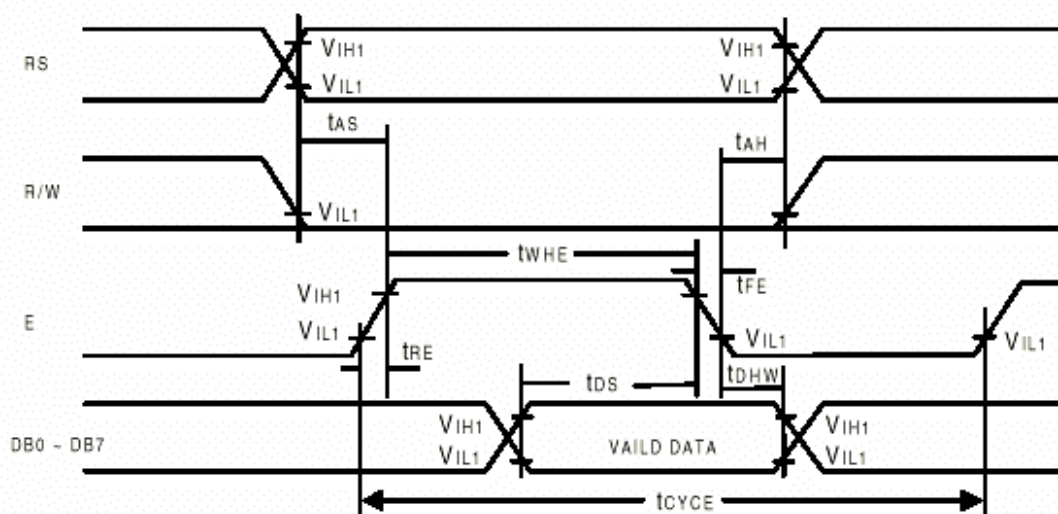 RS VIH1 VIH1
VIL1 VIL1
tAS tAH
R/W VIL1
tWHE
tFE
VIH1
E VIL1 VIL1 VIL1
tRE tDHW
tDS
VIH1 VIH1
DB0 ~ DB7 VIL1 VAILD DATA VIL1
tCYCE